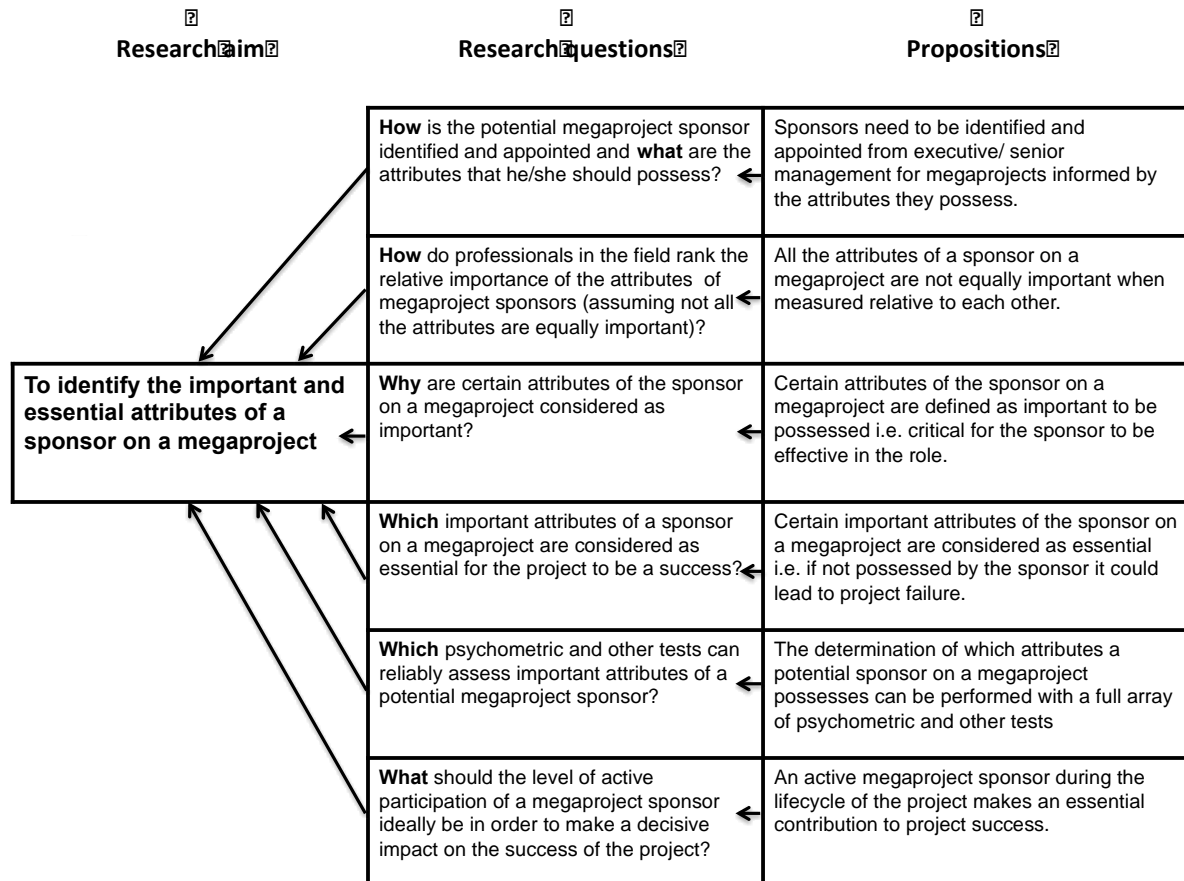 Research aim
Research questions
Propositions
How is the potential megaproject sponsor
identified and appointed and what are the
attributes that he/she should possess?
Sponsors need to be identified and
appointed from executive/ senior
management for megaprojects informed by
the attributes they possess.
How do professionals in the field rank the
relative importance of the attributes of
megaproject sponsors (assuming not all
the attributes are equally important)?
All the attributes of a sponsor on a
megaproject are not equally important when
measured relative to each other.
To identify the important and
essential attributes of a
sponsor on a megaproject
Why are certain attributes of the sponsor
on a megaproject considered as
important?
Certain attributes of the sponsor on a
megaproject are defined as important to be
possessed i.e. critical for the sponsor to be
effective in the role.
Which important attributes of a sponsor
on a megaproject are considered as
essential for the project to be a success?
Certain important attributes of the sponsor on
a megaproject are considered as essential
i.e. if not possessed by the sponsor it could
lead to project failure.
Which psychometric and other tests can
reliably assess important attributes of a
potential megaproject sponsor?
The determination of which attributes a
potential sponsor on a megaproject
possesses can be performed with a full array
of psychometric and other tests
What should the level of active
participation of a megaproject sponsor
ideally be in order to make a decisive
impact on the success of the project?
An active megaproject sponsor during the
lifecycle of the project makes an essential
contribution to project success.